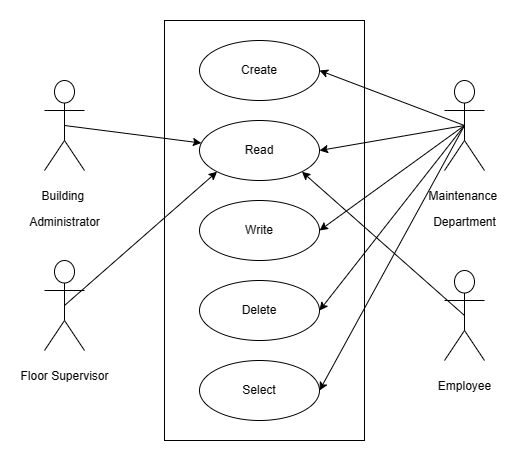 Create
Read
Write
Delete
Select
Building
Administrator
Floor Supervisor
Maintenance
Department
Employee